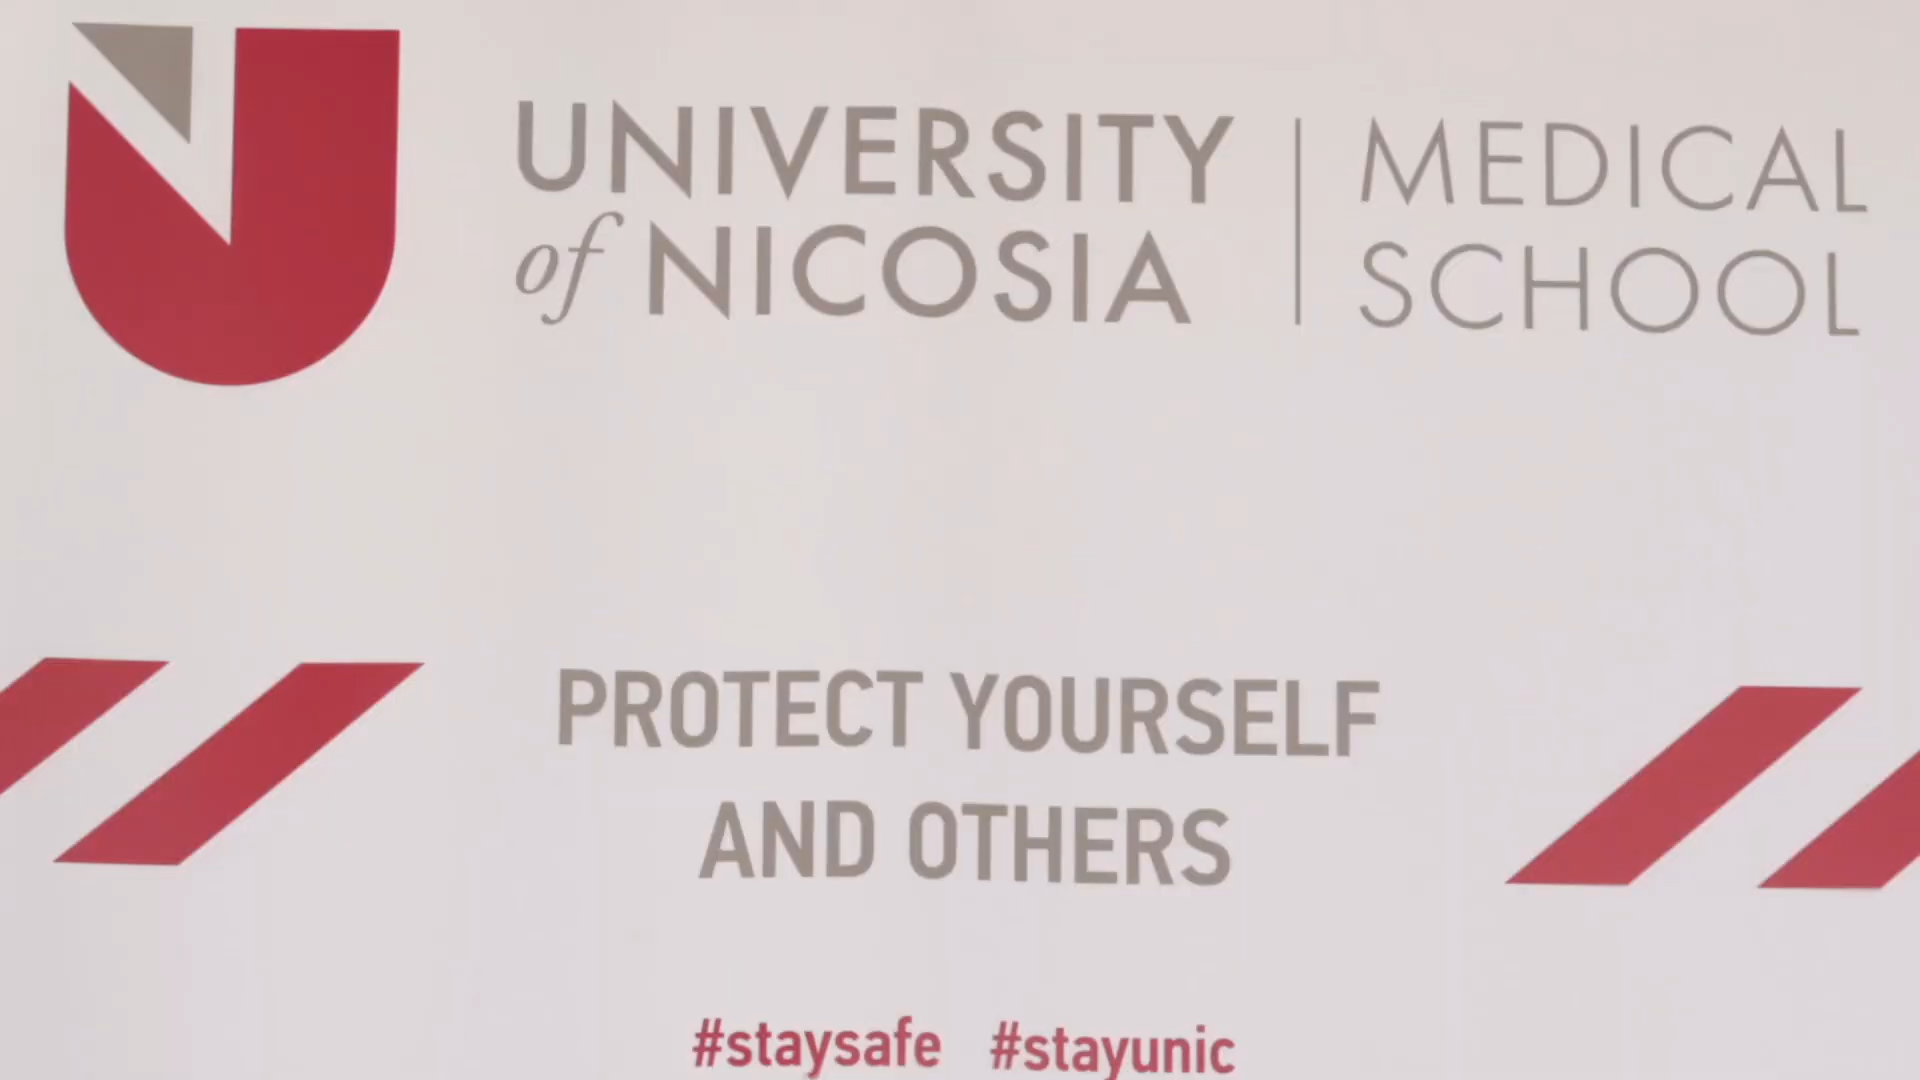 UNIVERSITY
of NICOSIA
MEDICAL
SCHOOL
PROTECT YOURSELF
AND OTHERS
#staysafe #stayunic